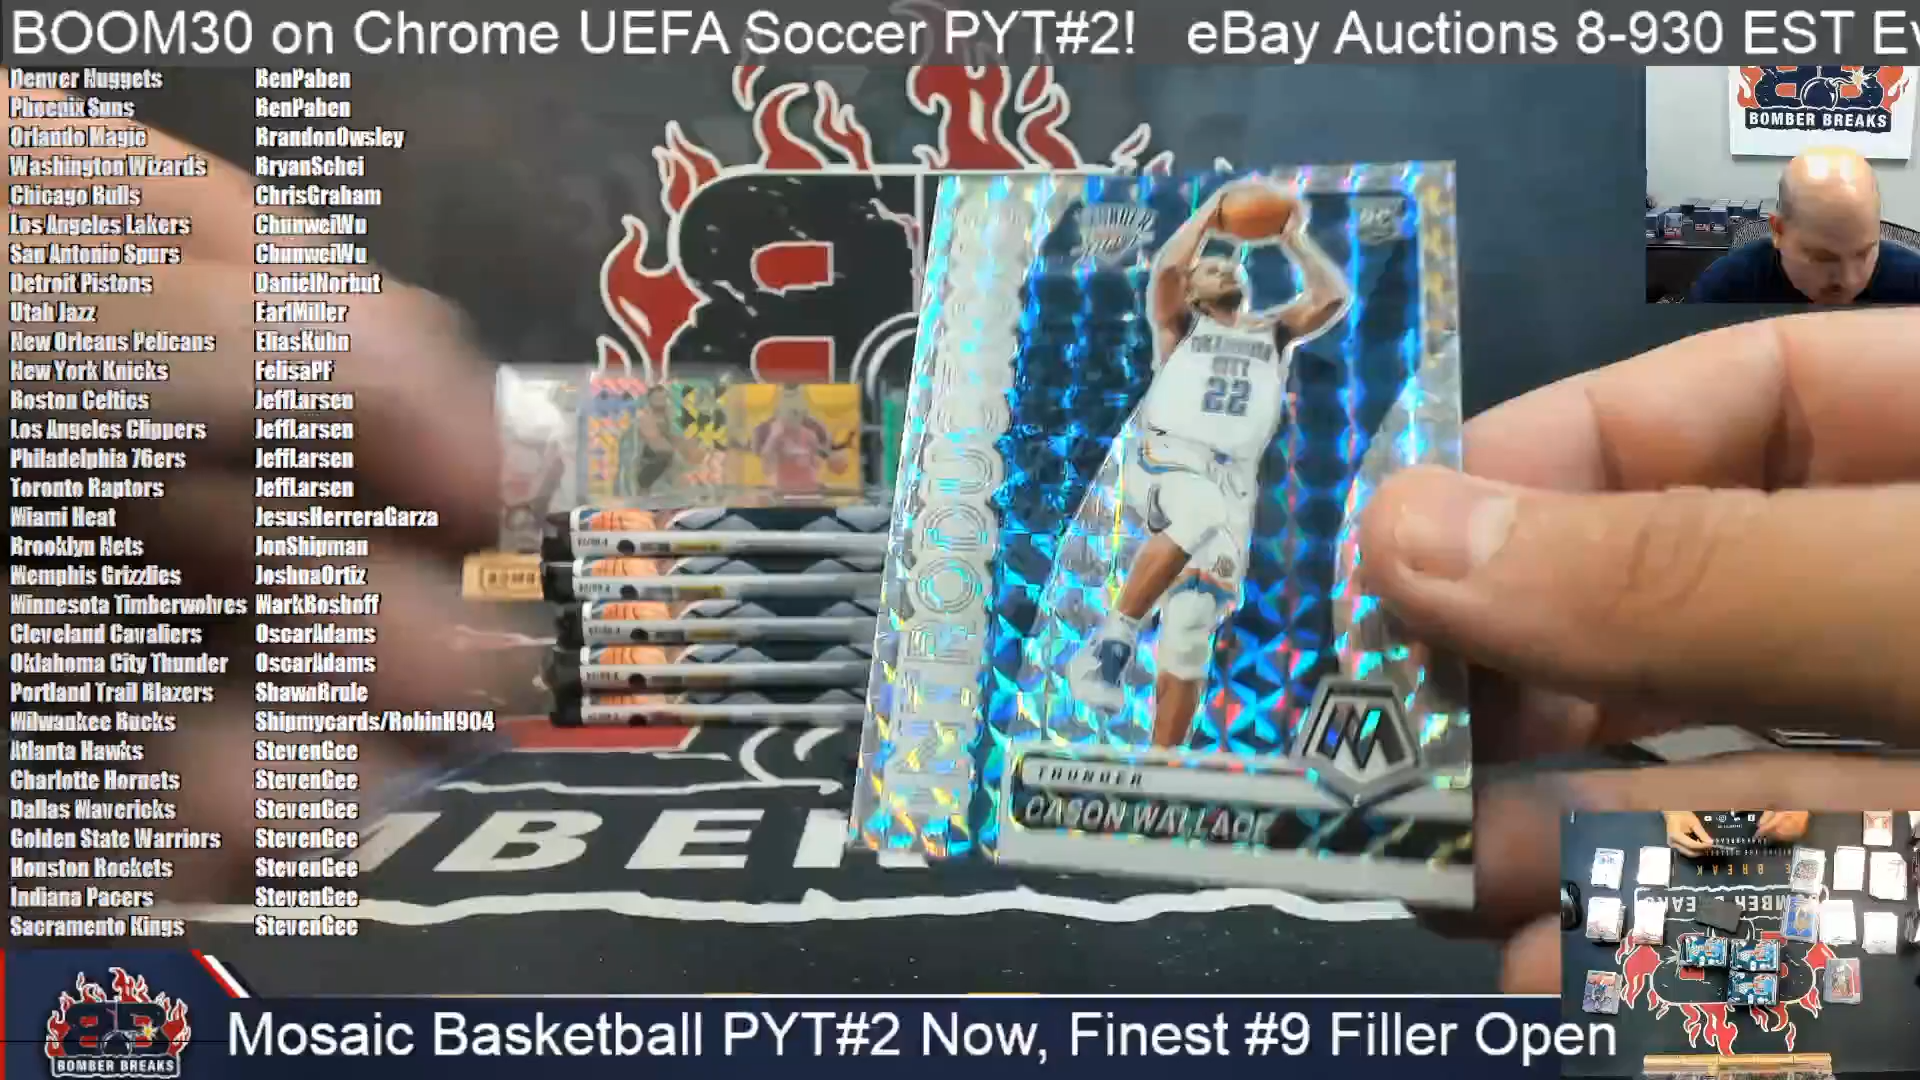 BOOM30 on Chrome UEFA Soccer PYT#2! eBay Auctions 8-930 EST Ev
Denver Nuggets BenPaben
Phoenix Suns BenPaben
Orlando Magic BrandonOwsley
Washington Wizards BryanSchei
Chicago Bulls ChrisGraham
Los Angeles Lakers ChunweiWu
San Antonio Spurs ChunweiWu
Detroit Pistons DanielNorbut
Utah Jazz EarlMiller
New Orleans Pelicans EliasKuhn
New York Knicks FelisaPF
Boston Celtics JeffLarsen
Los Angeles Clippers JeffLarsen
Philadelphia 76ers JeffLarsen
Toronto Raptors JeffLarsen
Miami Heat JesusHerreraGarza
Brooklyn Nets JonShipman
Memphis Grizzlies JoshuaOrtiz
Minnesota Timberwolves MarkBoshoff
Cleveland Cavaliers OscarAdams
Oklahoma City Thunder OscarAdams
Portland Trail Blazers ShawnBrule
Milwaukee Bucks Shipmycards/RobinH904
Atlanta Hawks StevenGee
Charlotte Hornets StevenGee
Dallas Mavericks StevenGee
Golden State Warriors StevenGee
Houston Rockets StevenGee
Indiana Pacers StevenGee
Sacramento Kings StevenGee
BOMBER BREAKS
RC
OKLAHOMA
CITY
22
THUNDER
CASON WALLACE
MBER
BOMBER BREAKS
Mosaic Basketball PYT#2 Now, Finest #9 Filler Open